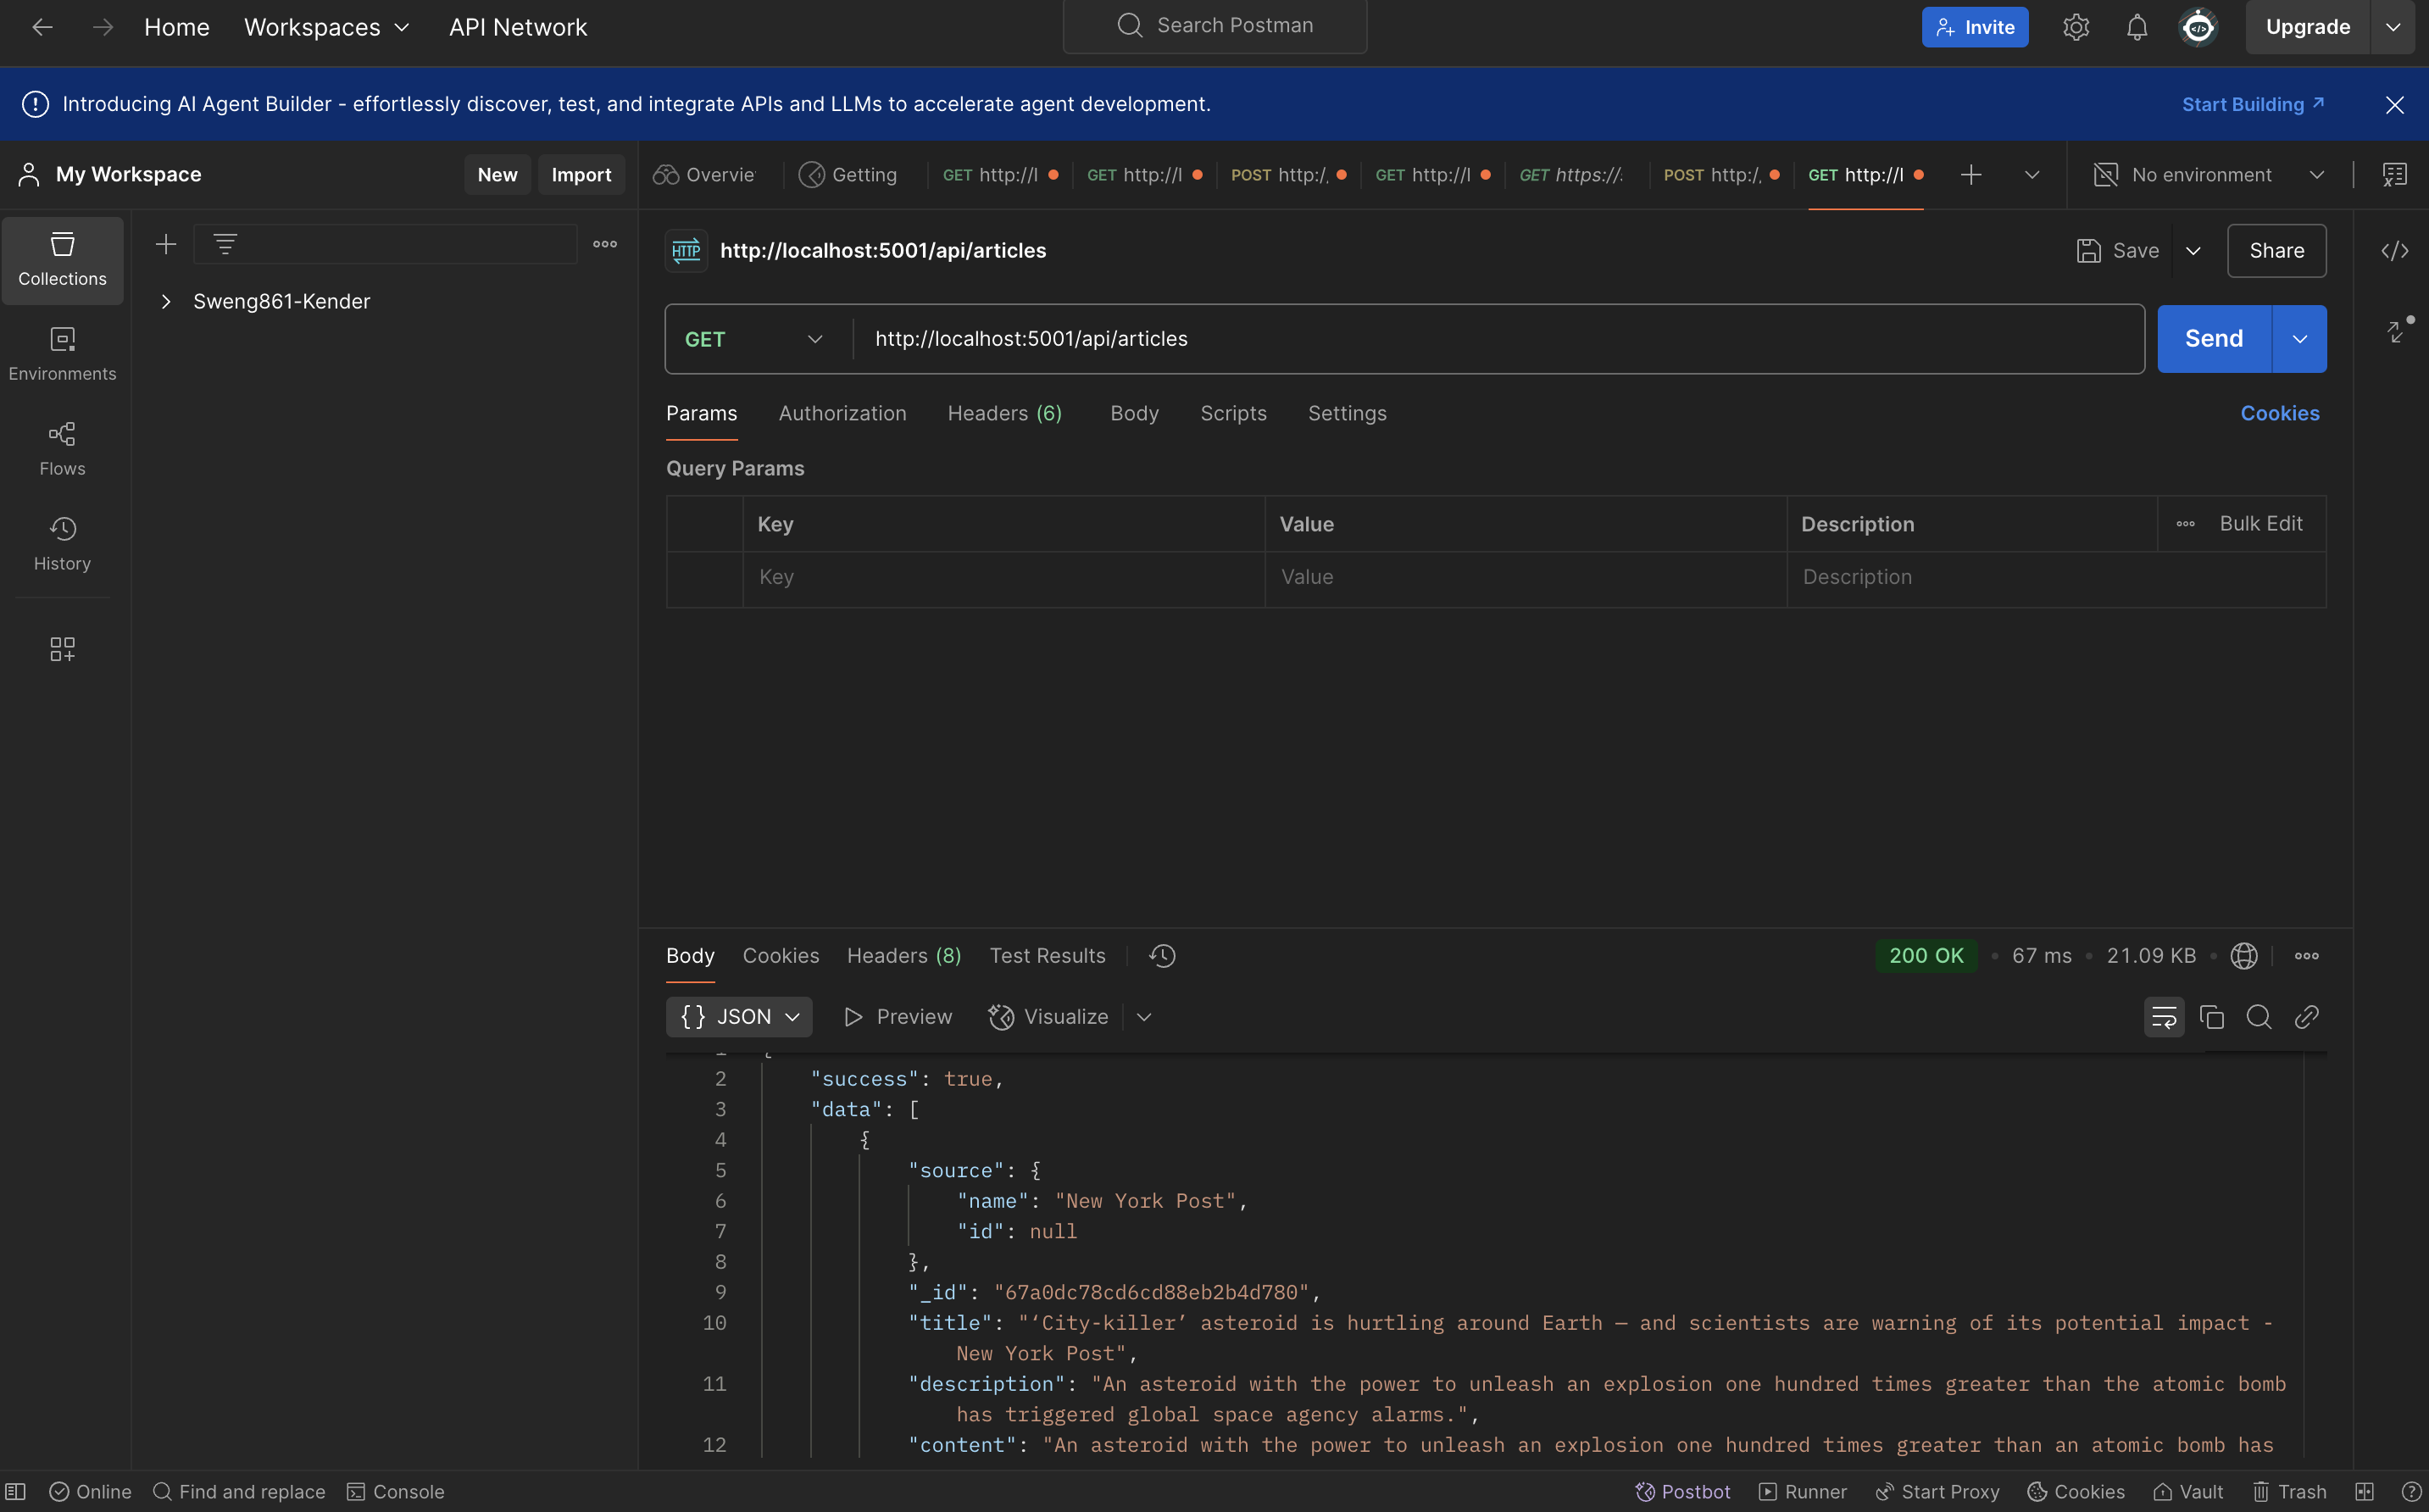 Home
Workspaces
API Network
Search Postman
Invite
Upgrade
Introducing AI Agent Builder - effortlessly discover, test, and integrate APIs and LLMs to accelerate agent development.
Start Building
My Workspace
New
Import
Overvie
Getting
GET http://l
GET http://l
POST http:/
GET http://l
GET https://
POST http:/
GET http://l
No environment
Collections
Environments
Flows
History
Sweng861-Kender
HTTP
http://localhost:5001/api/articles
Save
Share
GET
http://localhost:5001/api/articles
Send
Params
Authorization
Headers (6)
Body
Scripts
Settings
Cookies
Query Params
Key
Value
Description
Bulk Edit
Key
Value
Description
Body
Cookies
Headers (8)
Test Results
200 OK
67 ms
21.09 KB
{} JSON
Preview
Visualize
2 "success": true,
3 "data": [
4 {
5 "source": {
6 "name": "New York Post",
7 "id": null
8 },
9 "_id": "67a0dc78cd6cd88eb2b4d780",
10 "title": "‘City-killer’ asteroid is hurtling around Earth — and scientists are warning of its potential impact -
New York Post",
11 "description": "An asteroid with the power to unleash an explosion one hundred times greater than the atomic bomb
has triggered global space agency alarms.",
12 "content": "An asteroid with the power to unleash an explosion one hundred times greater than an atomic bomb has
Online
Find and replace
Console
Postbot
Runner
Start Proxy
Cookies
Vault
Trash